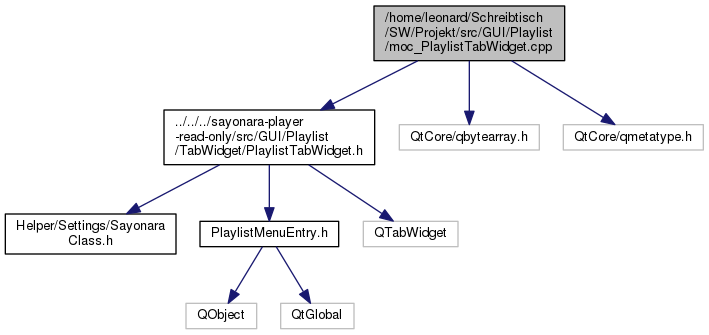 /home/leonard/Schreibtisch
/SW/Projekt/src/GUI/Playlist
/moc_PlaylistTabWidget.cpp
../../../sayonara-player
-read-only/src/GUI/Playlist
/TabWidget/PlaylistTabWidget.h
QtCore/qbytearray.h
QtCore/qmetatype.h
Helper/Settings/Sayonara
Class.h
PlaylistMenuEntry.h
QTabWidget
QObject
QtGlobal